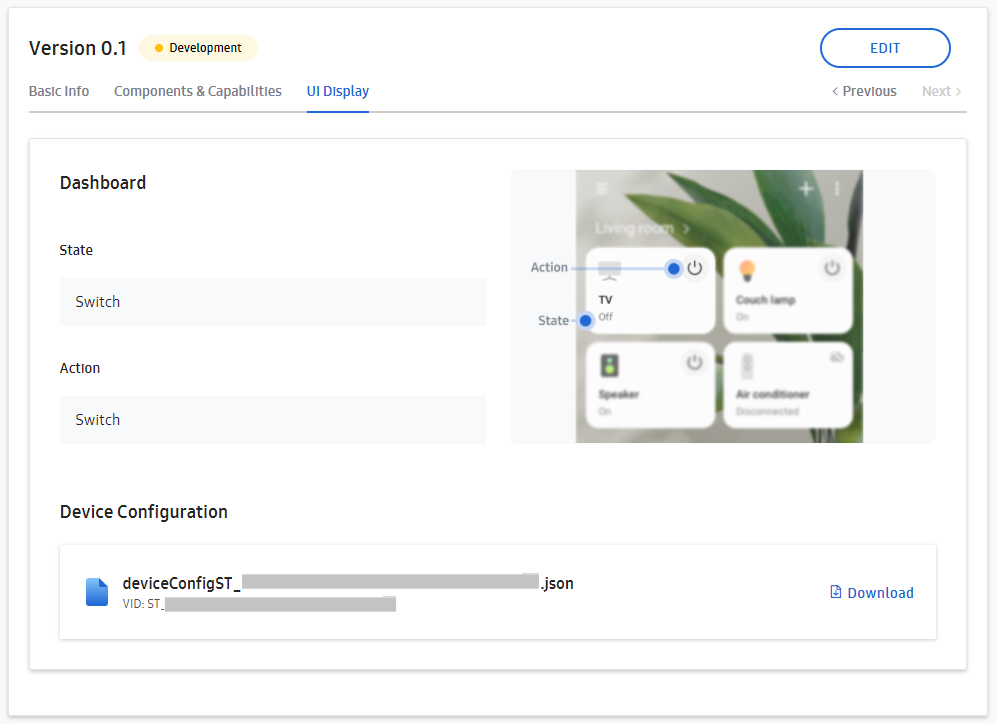 Version 0.1
Development
EDIT
Basic Info
Components & Capabilities
UI Display
< Previous
Next >
Dashboard
State
Switch
Action
Switch
Living room >
Action
TV
Off
State
Couch lamp
On
Speaker
On
Air conditioner
Disconnected
Device Configuration
deviceConfigST_ .json
VID: ST_
Download